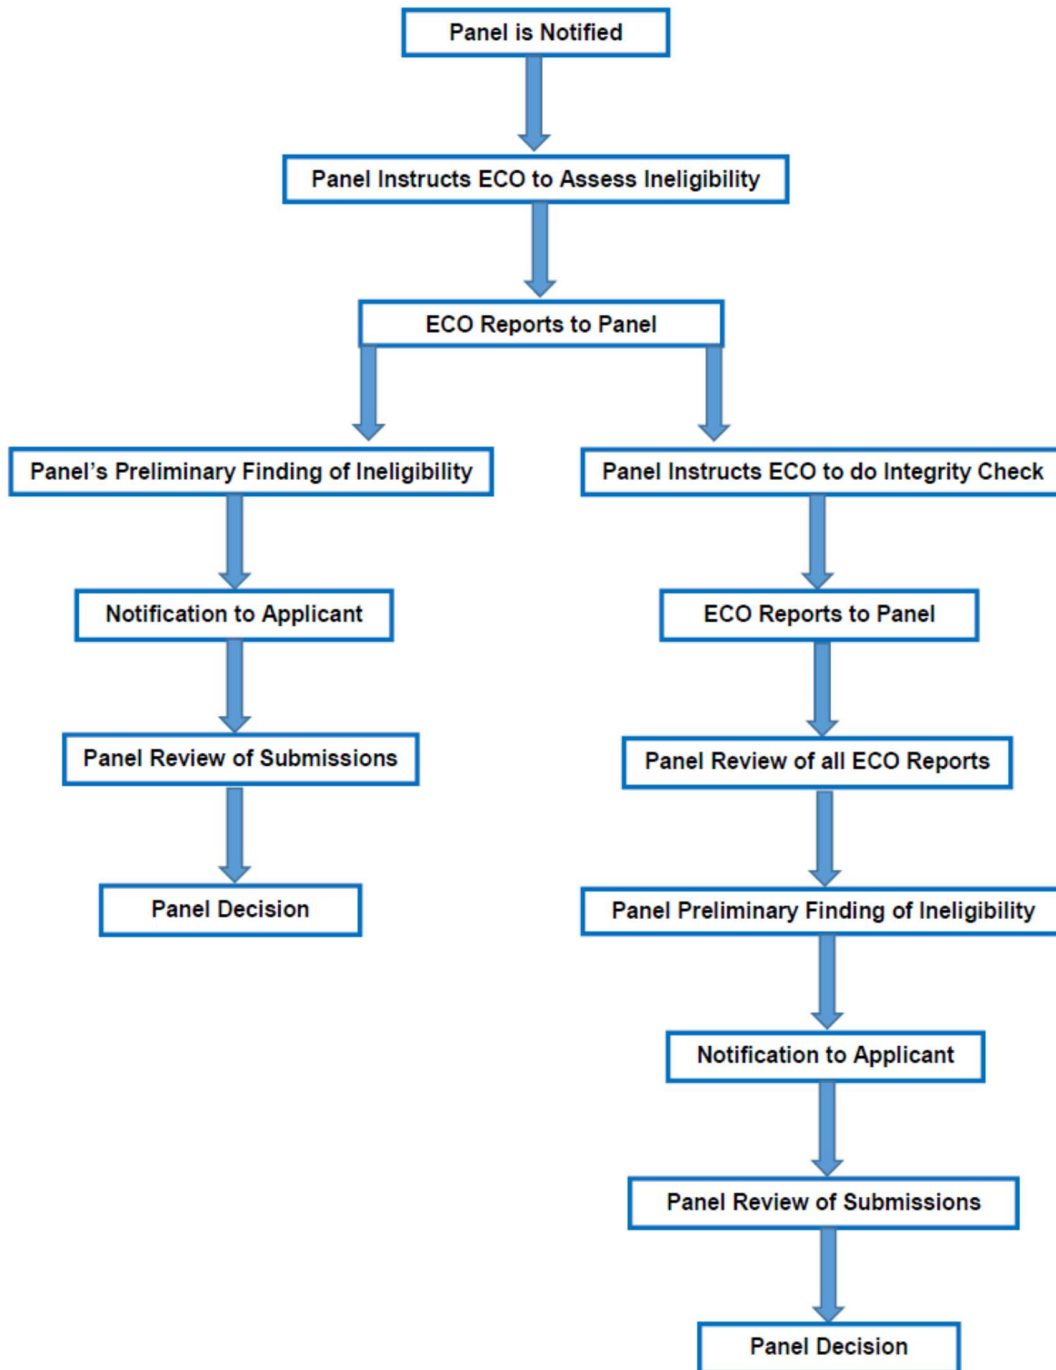 Panel is Notified
Panel Instructs ECO to Assess Ineligibility
ECO Reports to Panel
Panel's Preliminary Finding of Ineligibility
Panel Instructs ECO to do Integrity Check
Notification to Applicant
ECO Reports to Panel
Panel Review of Submissions
Panel Review of all ECO Reports
Panel Decision
Panel Preliminary Finding of Ineligibility
Notification to Applicant
Panel Review of Submissions
Panel Decision